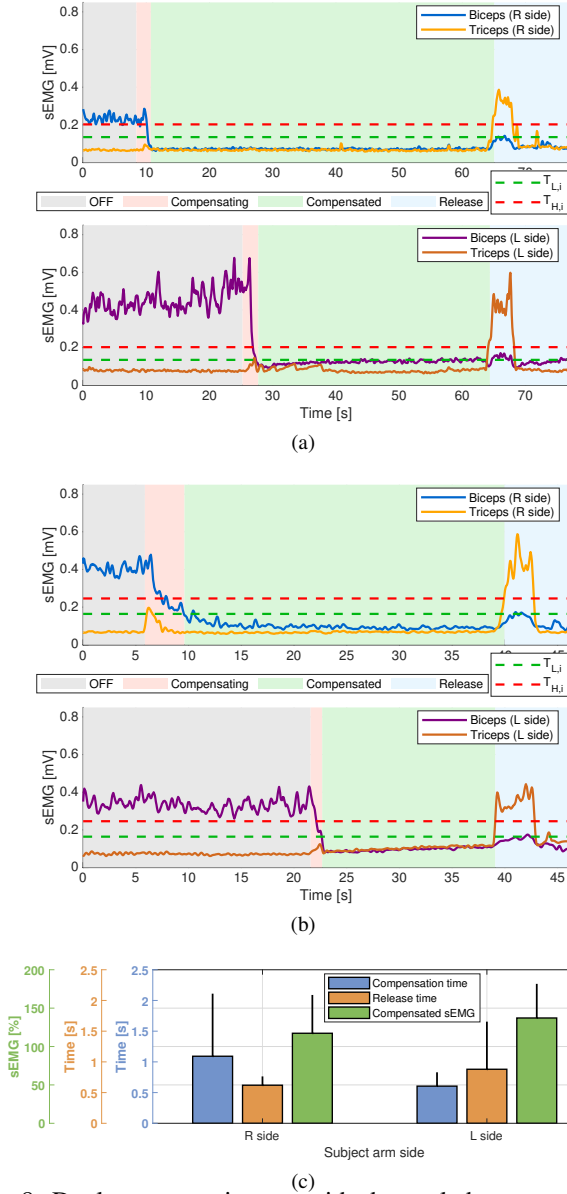 0.8
0.6
0.4
0.2
0
sEMG [mV]
Biceps (R side)
Triceps (R side)
0 10 20 30 40 50 60 70
T_L,i
T_H,i
OFF Compensating Compensated Release
0.8
0.6
0.4
0.2
0
sEMG [mV]
Biceps (L side)
Triceps (L side)
0 10 20 30 40 50 60 70
Time [s]
(a)
0.8
0.6
0.4
0.2
0
sEMG [mV]
Biceps (R side)
Triceps (R side)
0 5 10 15 20 25 30 35 40 45
T_L,i
T_H,i
OFF Compensating Compensated Release
0.8
0.6
0.4
0.2
0
sEMG [mV]
Biceps (L side)
Triceps (L side)
0 5 10 15 20 25 30 35 40 45
Time [s]
(b)
sEMG [%]
200
150
100
50
0
Time [s]
2.5
2
1.5
1
0.5
0
Time [s]
2.5
2
1.5
1
0.5
0
Compensation time
Release time
Compensated sEMG
R side L side
Subject arm side
(c)